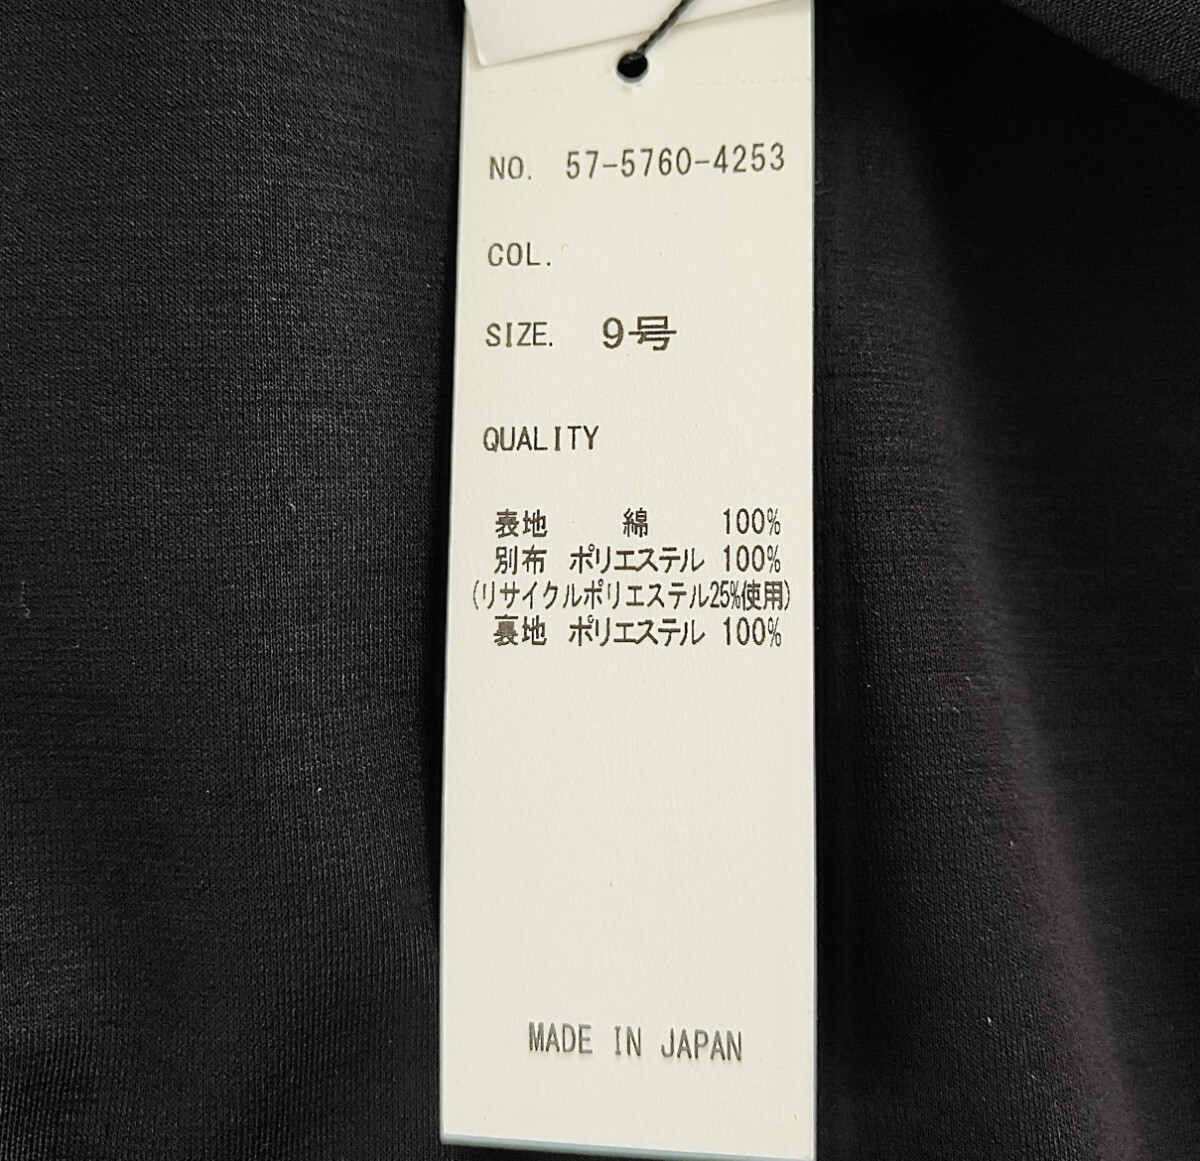 NO. 57-5760-4253
COL.
SIZE. 9号
QUALITY
表地 綿 100%
別布 ポリエステル 100%
(リサイクルポリエステル25%使用)
裏地 ポリエステル 100%
MADE IN JAPAN